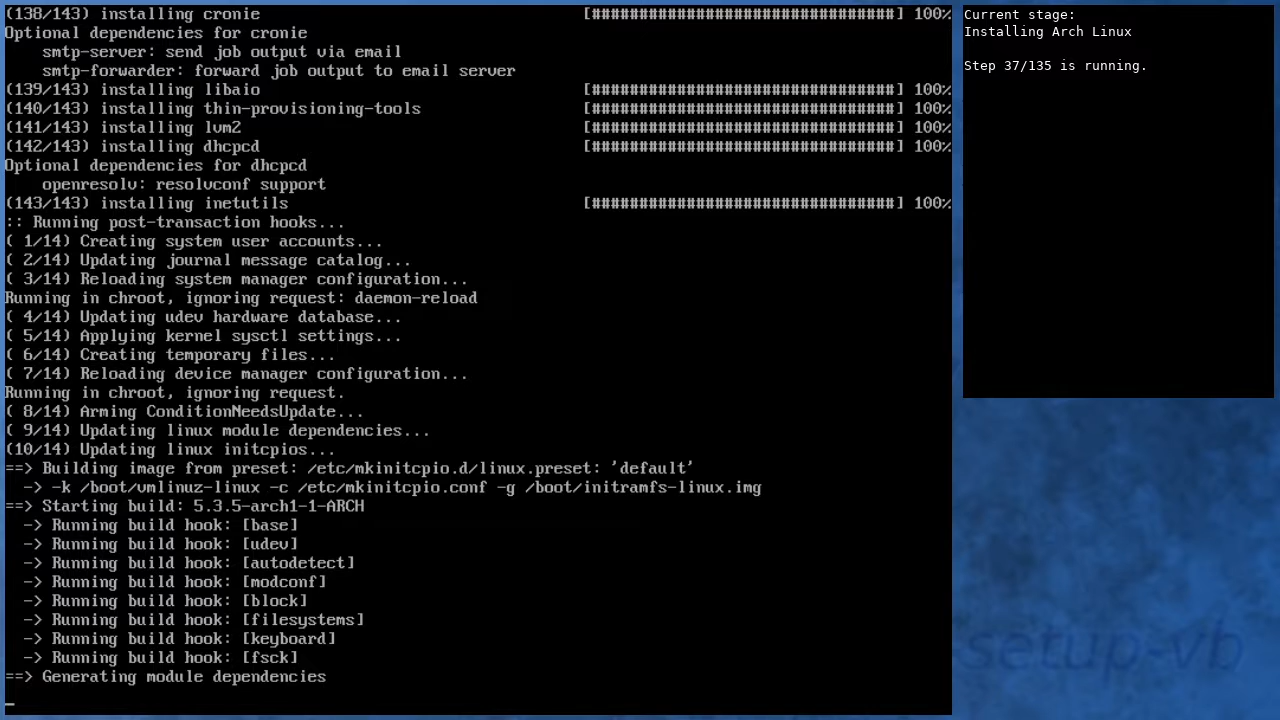 (138/143) installing cronie [################################] 100%
Optional dependencies for cronie
    smtp-server: send job output via email
    smtp-forwarder: forward job output to email server
(139/143) installing libaio [################################] 100%
(140/143) installing thin-provisioning-tools [################################] 100%
(141/143) installing lvm2 [################################] 100%
(142/143) installing dhcpcd [################################] 100%
Optional dependencies for dhcpcd
    openresolv: resolvconf support
(143/143) installing inetutils [################################] 100%
:: Running post-transaction hooks...
( 1/14) Creating system user accounts...
( 2/14) Updating journal message catalog...
( 3/14) Reloading system manager configuration...
Running in chroot, ignoring request: daemon-reload
( 4/14) Updating udev hardware database...
( 5/14) Applying kernel sysctl settings...
( 6/14) Creating temporary files...
( 7/14) Reloading device manager configuration...
Running in chroot, ignoring request.
( 8/14) Arming ConditionNeedsUpdate...
( 9/14) Updating linux module dependencies...
(10/14) Updating linux initcpios...
==> Building image from preset: /etc/mkinitcpio.d/linux.preset: 'default'
  -> -k /boot/vmlinuz-linux -c /etc/mkinitcpio.conf -g /boot/initramfs-linux.img
==> Starting build: 5.3.5-arch1-1-ARCH
  -> Running build hook: [base]
  -> Running build hook: [udev]
  -> Running build hook: [autodetect]
  -> Running build hook: [modconf]
  -> Running build hook: [block]
  -> Running build hook: [filesystems]
  -> Running build hook: [keyboard]
  -> Running build hook: [fsck]
==> Generating module dependencies
_
Current stage:
Installing Arch Linux
Step 37/135 is running.
setup-vb